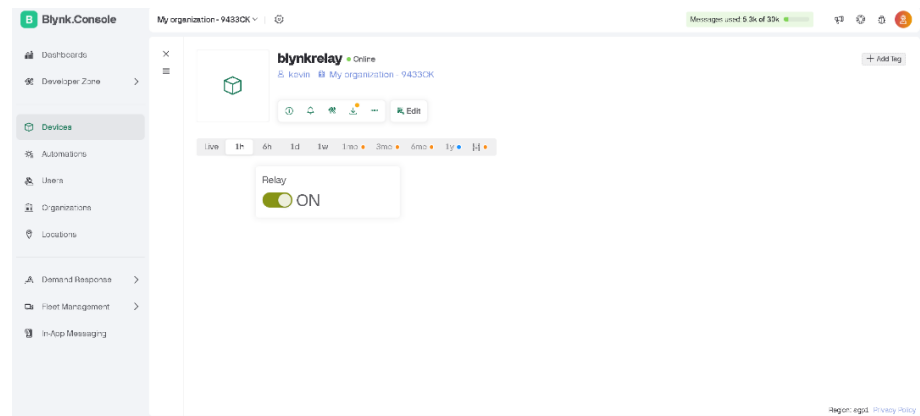 B Blynk.Console
My organization - 9433CK
Messages used: 5.3k of 30k
Dashboards
Developer Zone
Devices
Automations
Users
Organizations
Locations
Demand Response
Fleet Management
In-App Messaging
blynkrelay Online
kevin My organization - 9433CK
Add Tag
Edit
Live 1h 6h 1d 1w 1mo 3mo 6mo 1y
Relay
ON
Region: sgp1 Privacy Policy